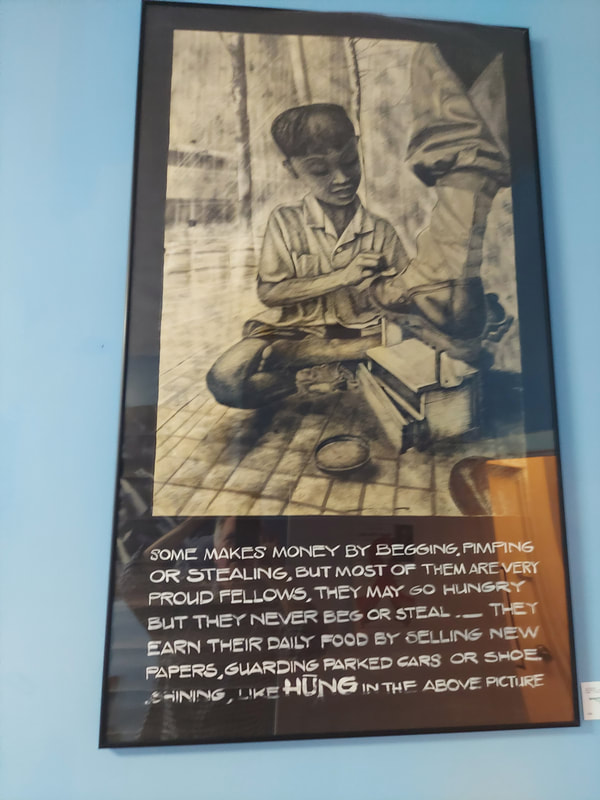 SOME MAKES MONEY BY BEGGING, PIMPING
OR STEALING, BUT MOST OF THEM ARE VERY
PROUD FELLOWS, THEY MAY GO HUNGRY
BUT THEY NEVER BEG OR STEAL ... THEY
EARN THEIR DAILY FOOD BY SELLING NEW
PAPERS, GUARDING PARKED CARS OR SHOE
SHINING, LIKE HŪNG IN THE ABOVE PICTURE